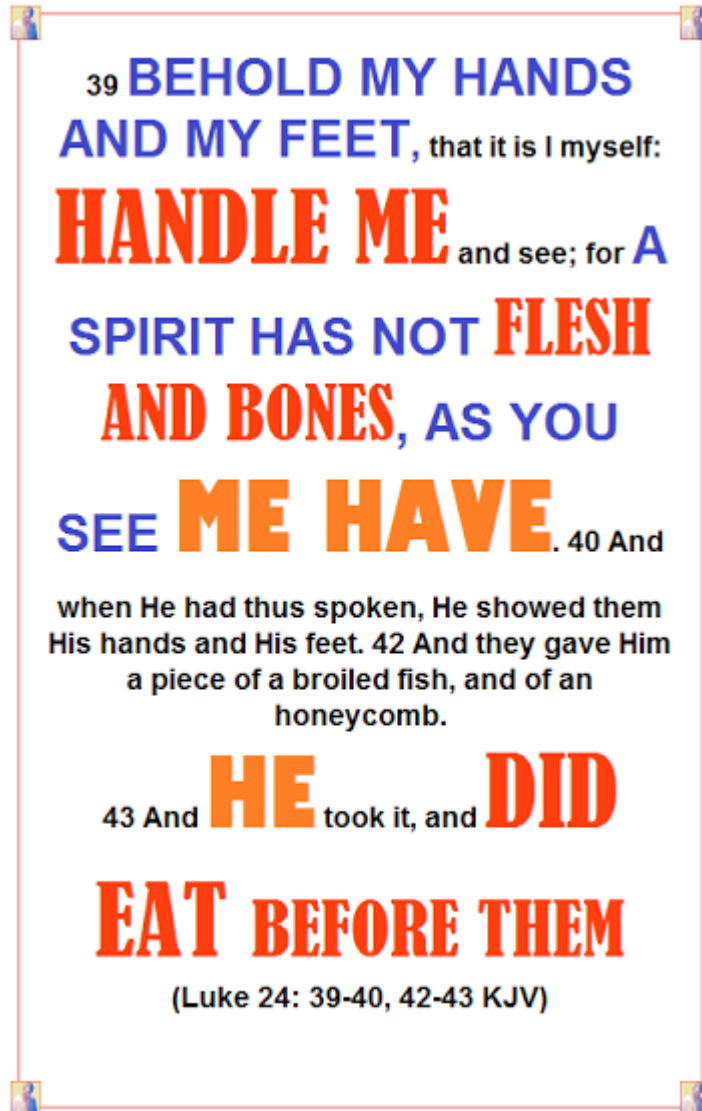 39 BEHOLD MY HANDS
AND MY FEET, that it is I myself:
HANDLE ME and see; for A
SPIRIT HAS NOT FLESH
AND BONES, AS YOU
SEE ME HAVE. 40 And
when He had thus spoken, He showed them
His hands and His feet. 42 And they gave Him
a piece of a broiled fish, and of an
honeycomb.
43 And HE took it, and DID
EAT BEFORE THEM
(Luke 24: 39-40, 42-43 KJV)